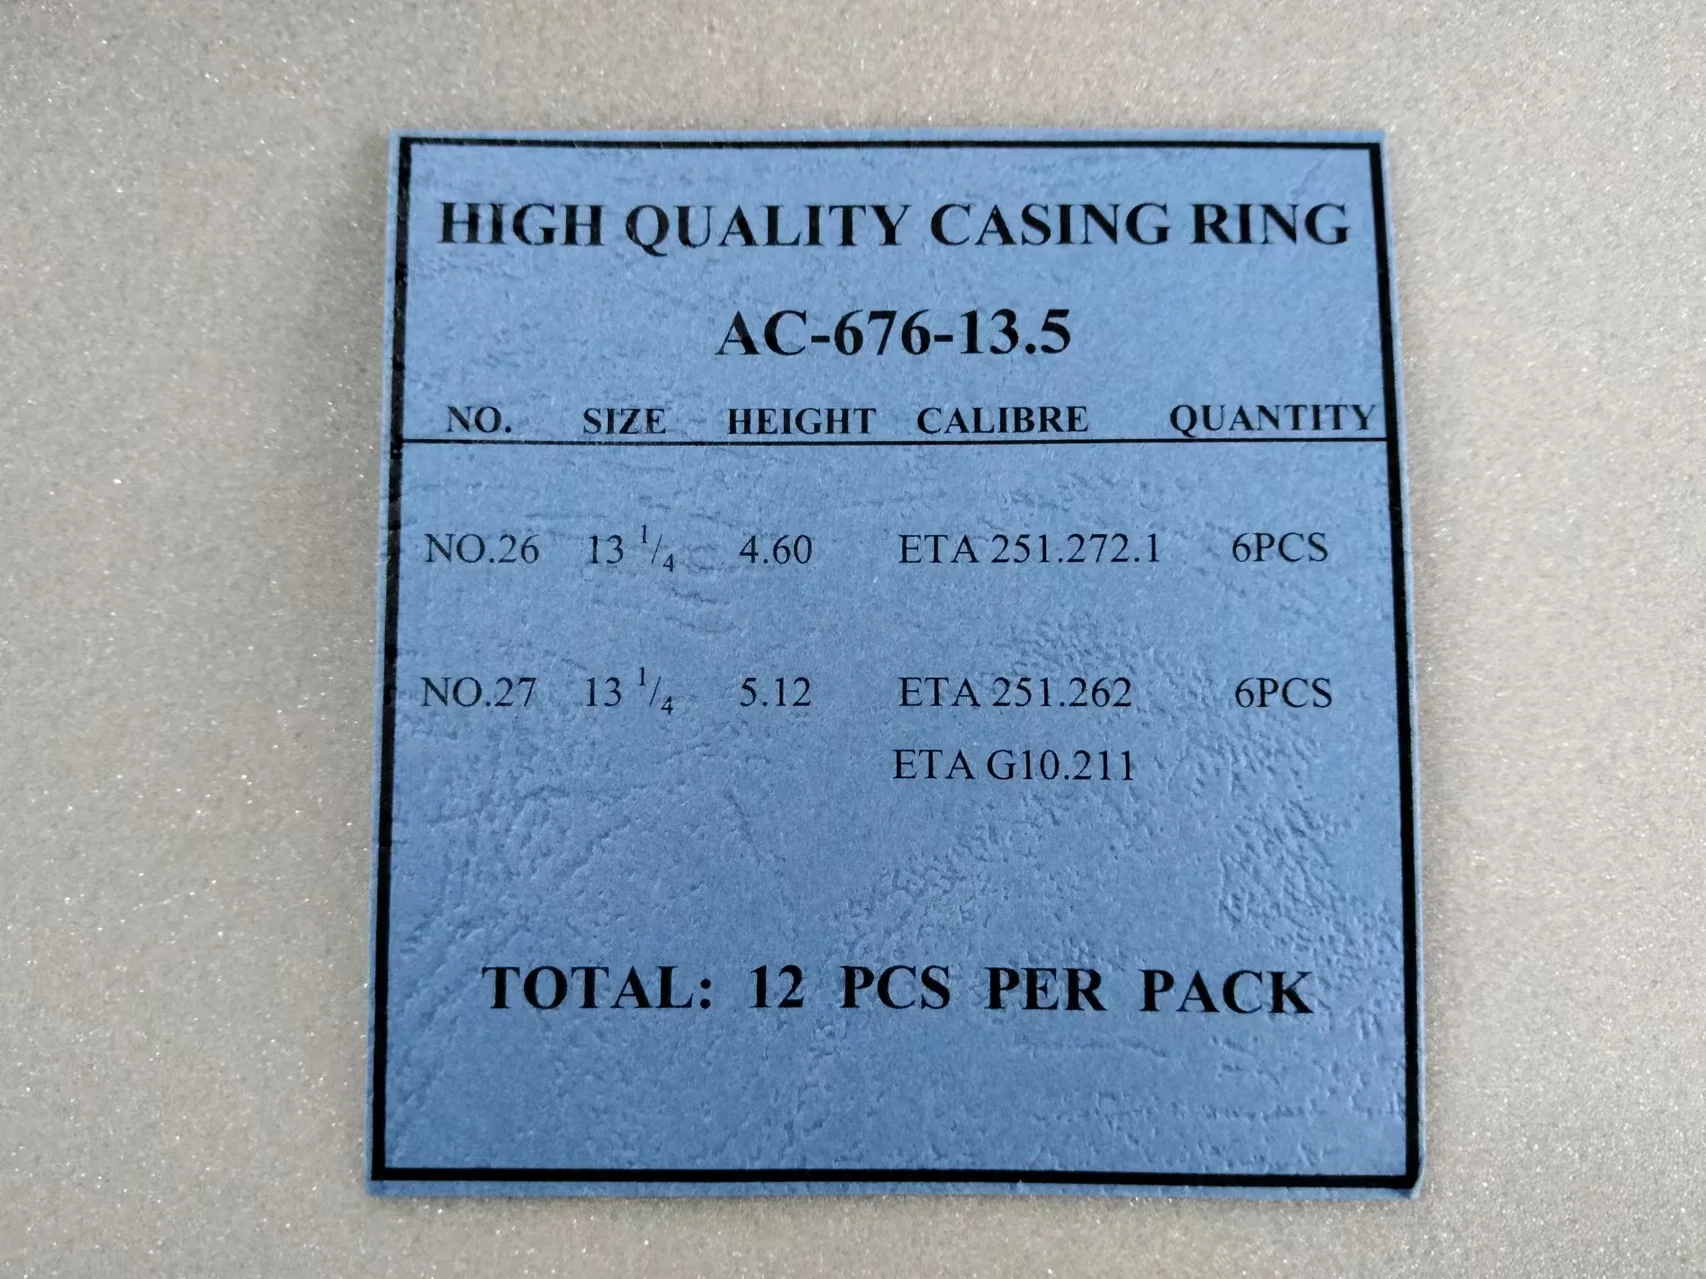 HIGH QUALITY CASING RING
AC-676-13.5
NO. SIZE HEIGHT CALIBRE QUANTITY
NO.26 13 1/4 4.60 ETA 251.272.1 6PCS
NO.27 13 1/4 5.12 ETA 251.262 6PCS
ETA G10.211
TOTAL: 12 PCS PER PACK